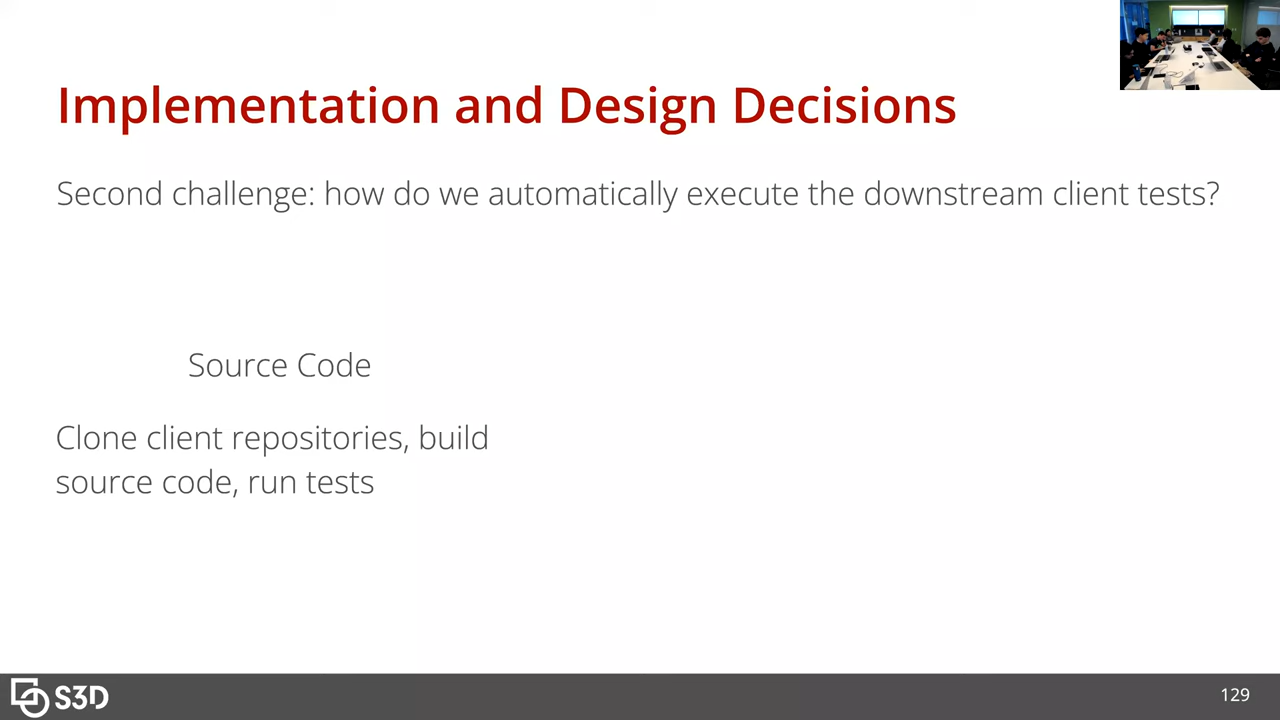 Implementation and Design Decisions
Second challenge: how do we automatically execute the downstream client tests?
Source Code
Clone client repositories, build
source code, run tests
S3D
129